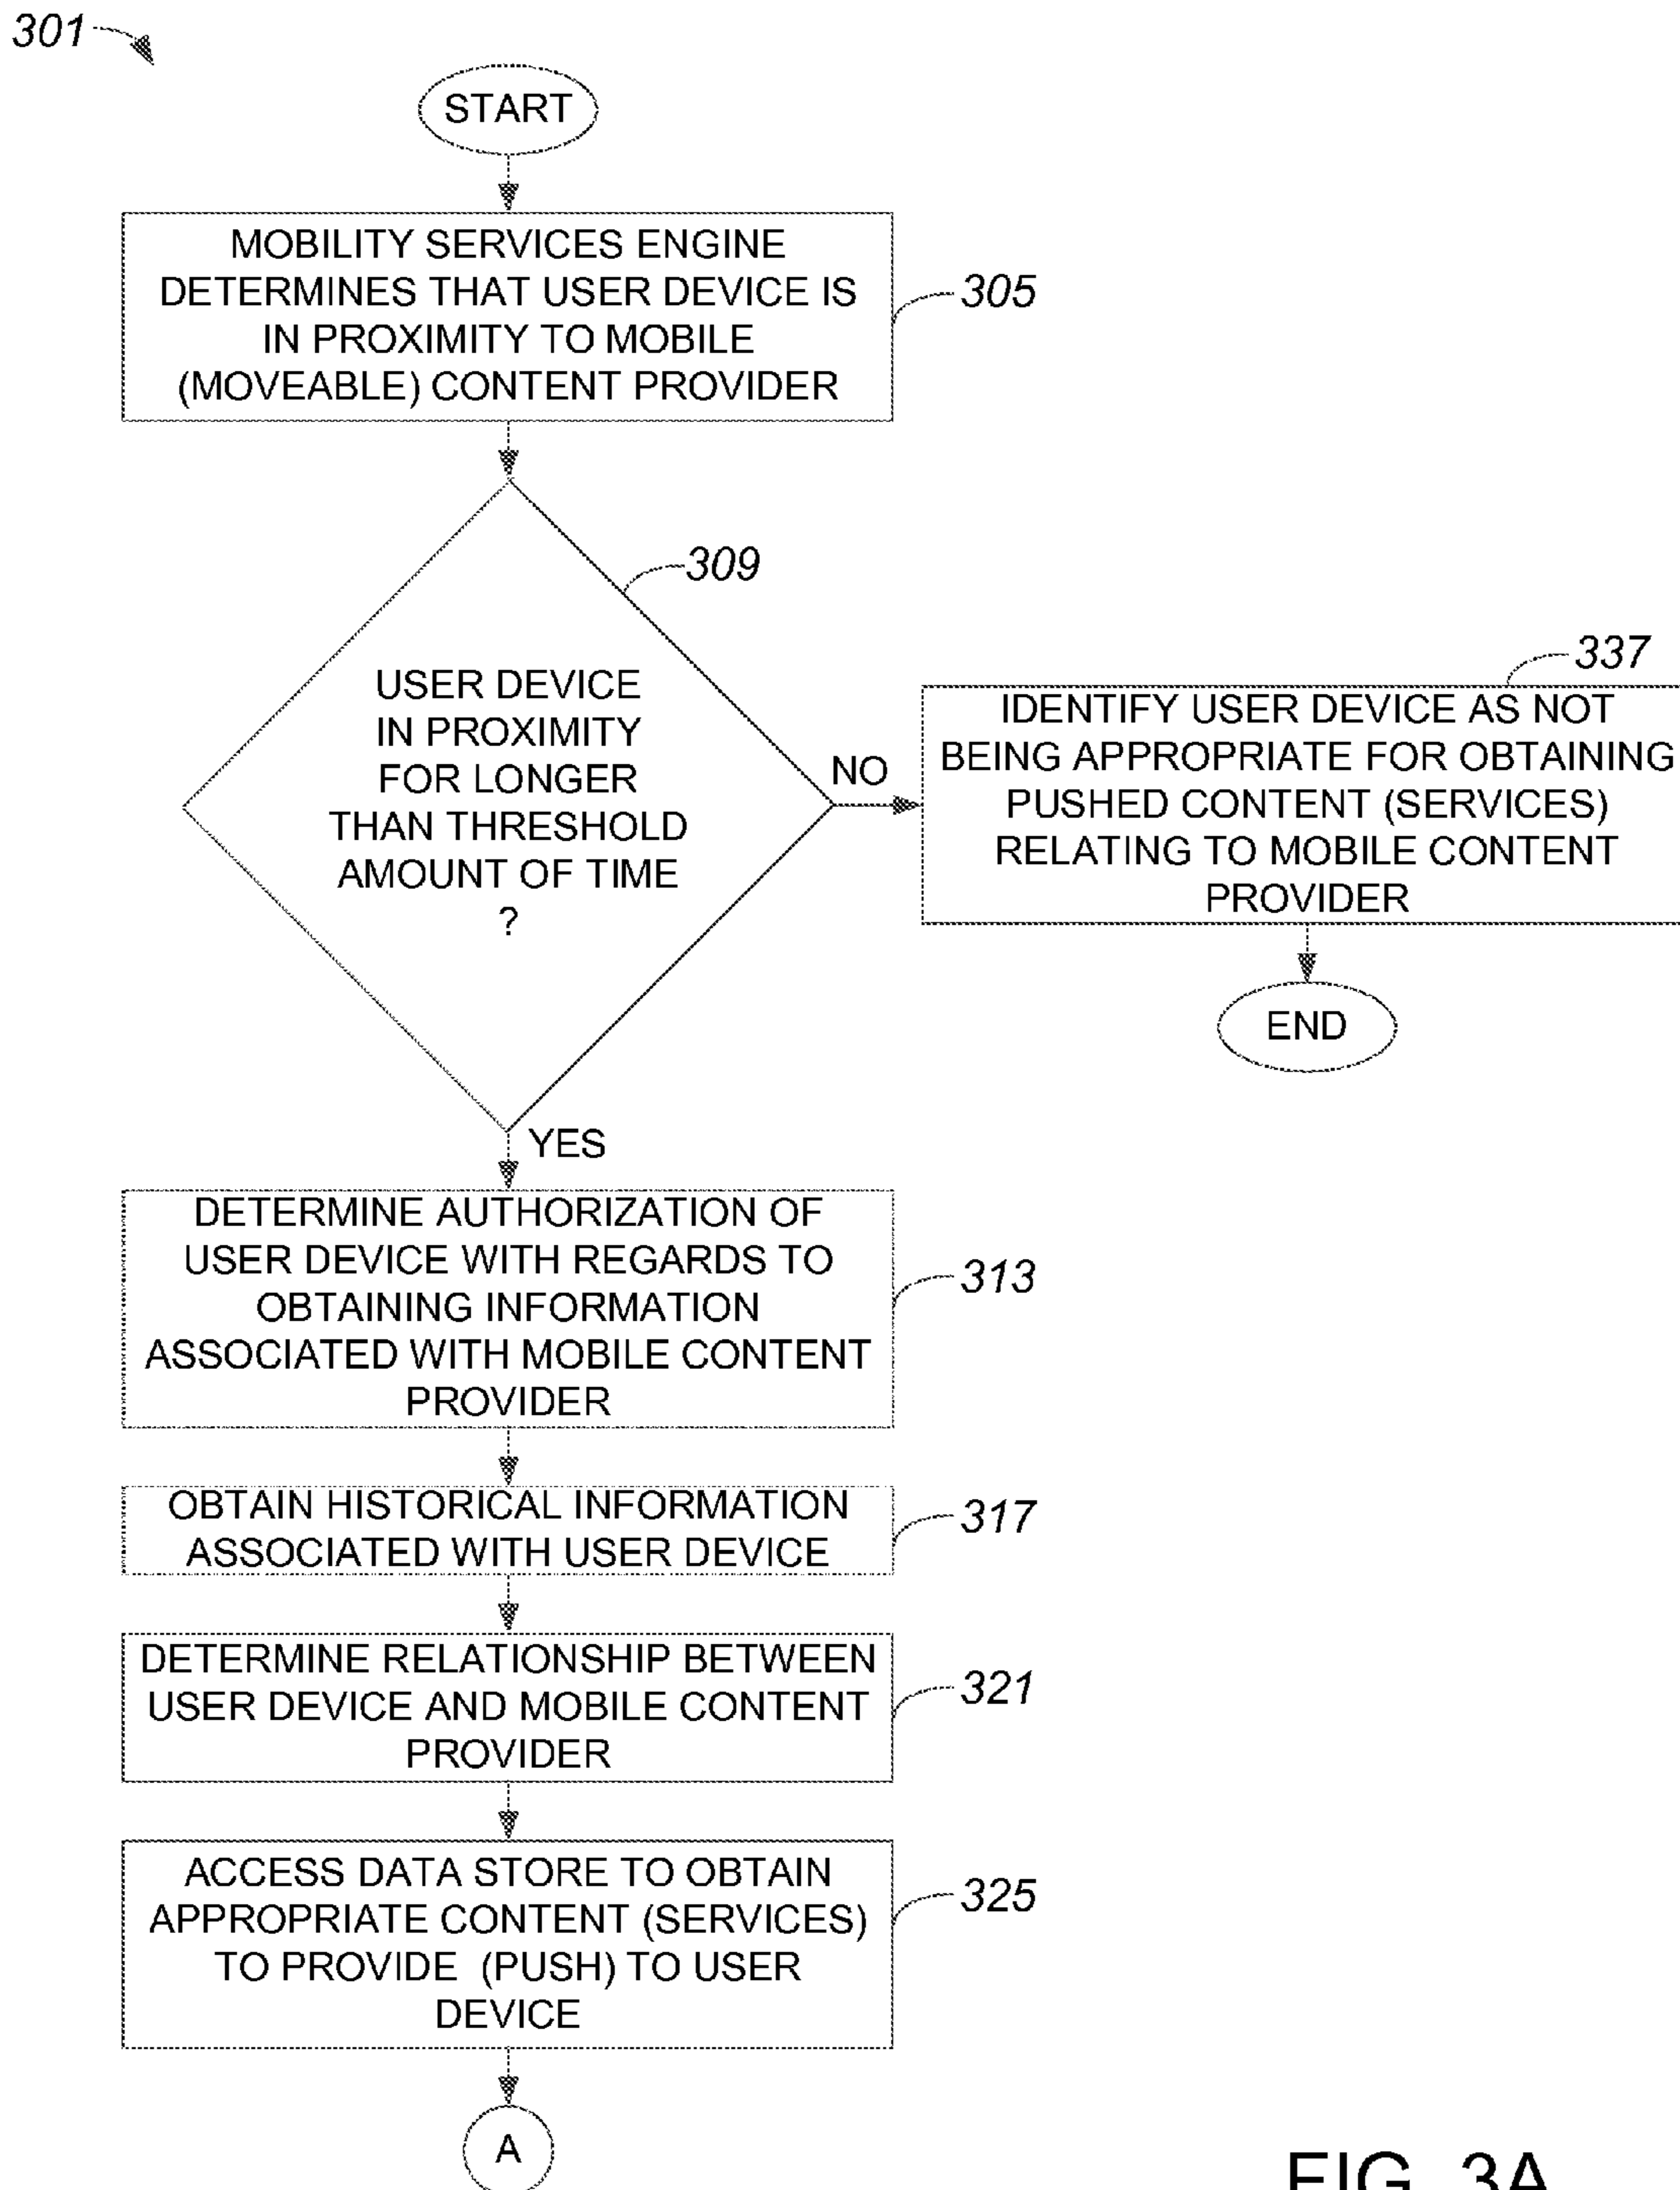 301
START
MOBILITY SERVICES ENGINE
DETERMINES THAT USER DEVICE IS
IN PROXIMITY TO MOBILE
(MOVEABLE) CONTENT PROVIDER
305
309
USER DEVICE
IN PROXIMITY
FOR LONGER
THAN THRESHOLD
AMOUNT OF TIME
?
NO
337
IDENTIFY USER DEVICE AS NOT
BEING APPROPRIATE FOR OBTAINING
PUSHED CONTENT (SERVICES)
RELATING TO MOBILE CONTENT
PROVIDER
END
YES
DETERMINE AUTHORIZATION OF
USER DEVICE WITH REGARDS TO
OBTAINING INFORMATION
ASSOCIATED WITH MOBILE CONTENT
PROVIDER
313
OBTAIN HISTORICAL INFORMATION
ASSOCIATED WITH USER DEVICE
317
DETERMINE RELATIONSHIP BETWEEN
USER DEVICE AND MOBILE CONTENT
PROVIDER
321
ACCESS DATA STORE TO OBTAIN
APPROPRIATE CONTENT (SERVICES)
TO PROVIDE (PUSH) TO USER
DEVICE
325
A
FIG. 3A